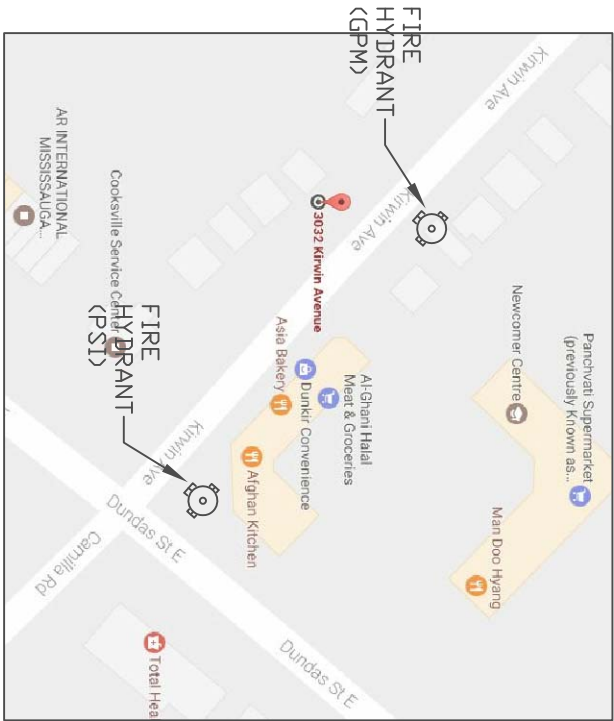 FIRE
HYDRANT
(GPM)
Kirwin Ave
Kirwin Ave
3032 Kirwin Avenue
AR INTERNATIONAL
MISSISSAUGA...
Cooksville Service Center
FIRE
HYDRANT
(PSI)
Panchvati Supermarket
(previously Known as...
Newcomer Centre
Man Doo Hyang
Al-Ghani Halal
Meat & Groceries
Dunkir Convenience
Asia Bakery
Afghan Kitchen
Kirwin Ave
Dundas St E
Camilla Rd
Dundas St E
Total Hea